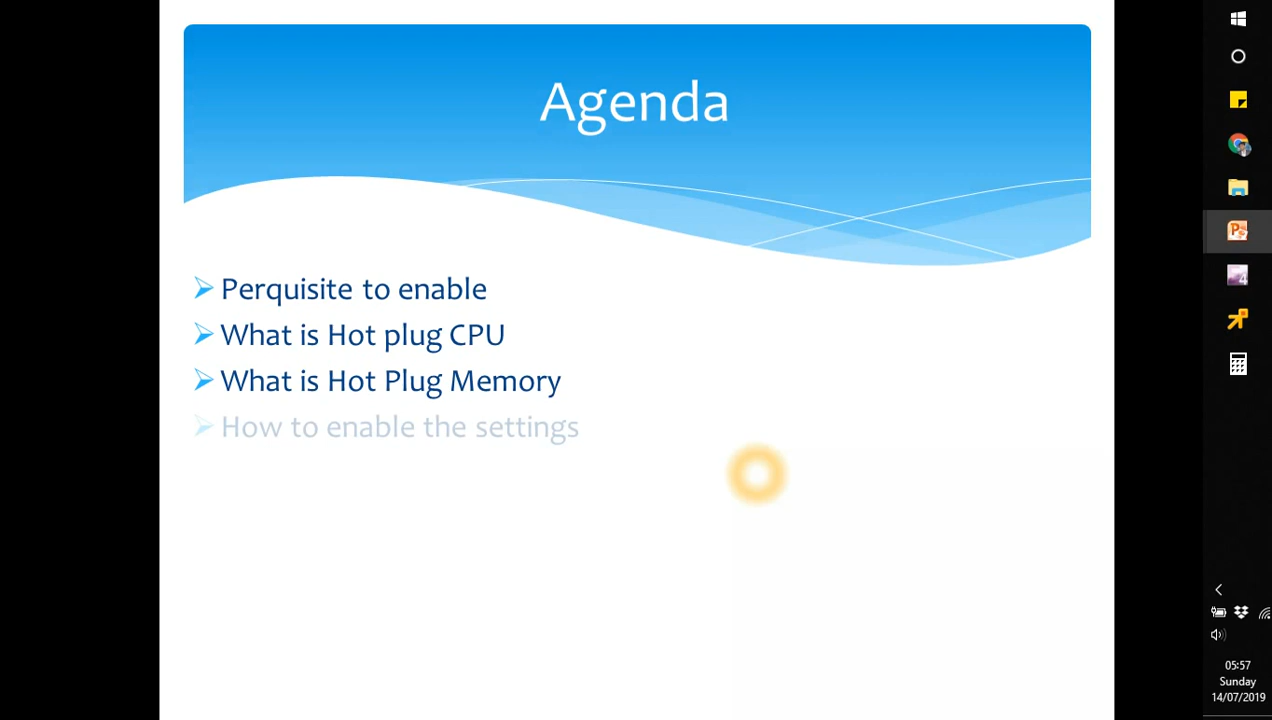 Agenda
Perquisite to enable
What is Hot plug CPU
What is Hot Plug Memory
How to enable the settings
05:57
Sunday
14/07/2019